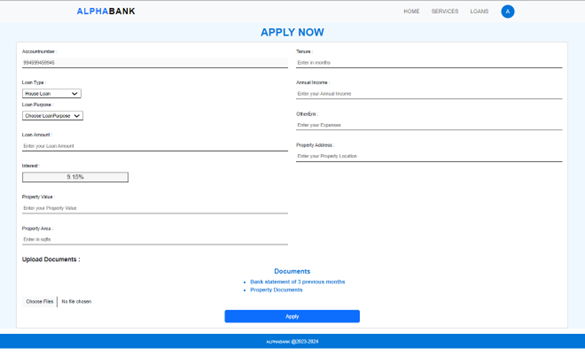 ALPHABANK
HOME SERVICES LOANS A
APPLY NOW
Accountnumber :
Loan Type :
House Loan
Loan Purpose :
Choose LoanPurpose
Loan Amount :
Enter your Loan Amount
Interest :
9.15%
Property Value :
Enter your Property Value
Property Area :
Enter in sqfts
Tenure :
Enter in months
Annual Income :
Enter your Annual Income
OtherEmi :
Enter your Expenses
Property Address :
Enter your Property Location
Upload Documents :
Documents
Bank statement of 3 previous months
Property Documents
Choose Files No file chosen
Apply
ALPHABANK @2023-2024